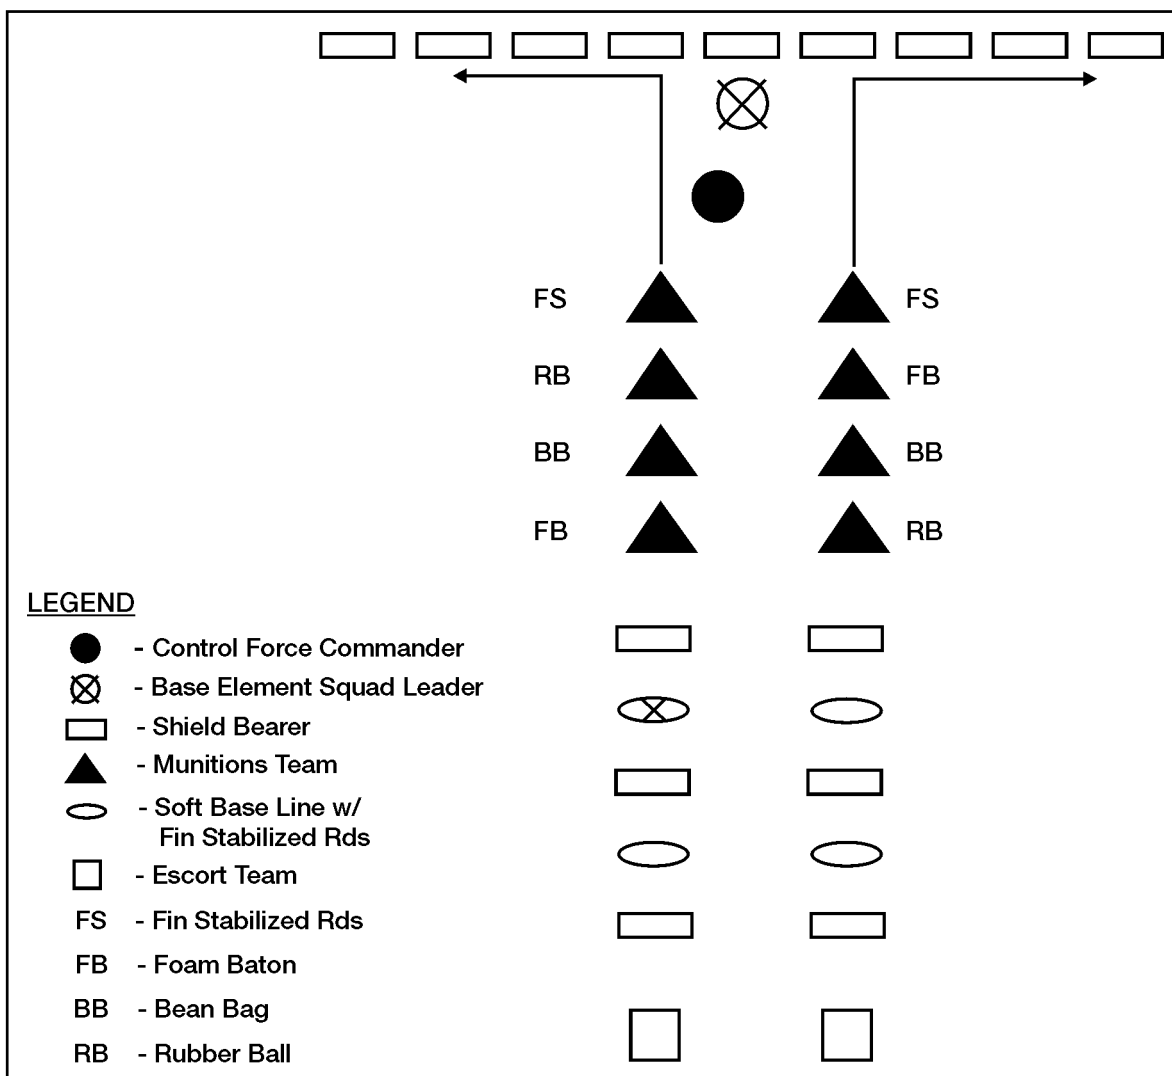 FS FS
RB FB
BB BB
FB RB
LEGEND
- Control Force Commander
- Base Element Squad Leader
- Shield Bearer
- Munitions Team
- Soft Base Line w/
Fin Stabilized Rds
- Escort Team
FS - Fin Stabilized Rds
FB - Foam Baton
BB - Bean Bag
RB - Rubber Ball